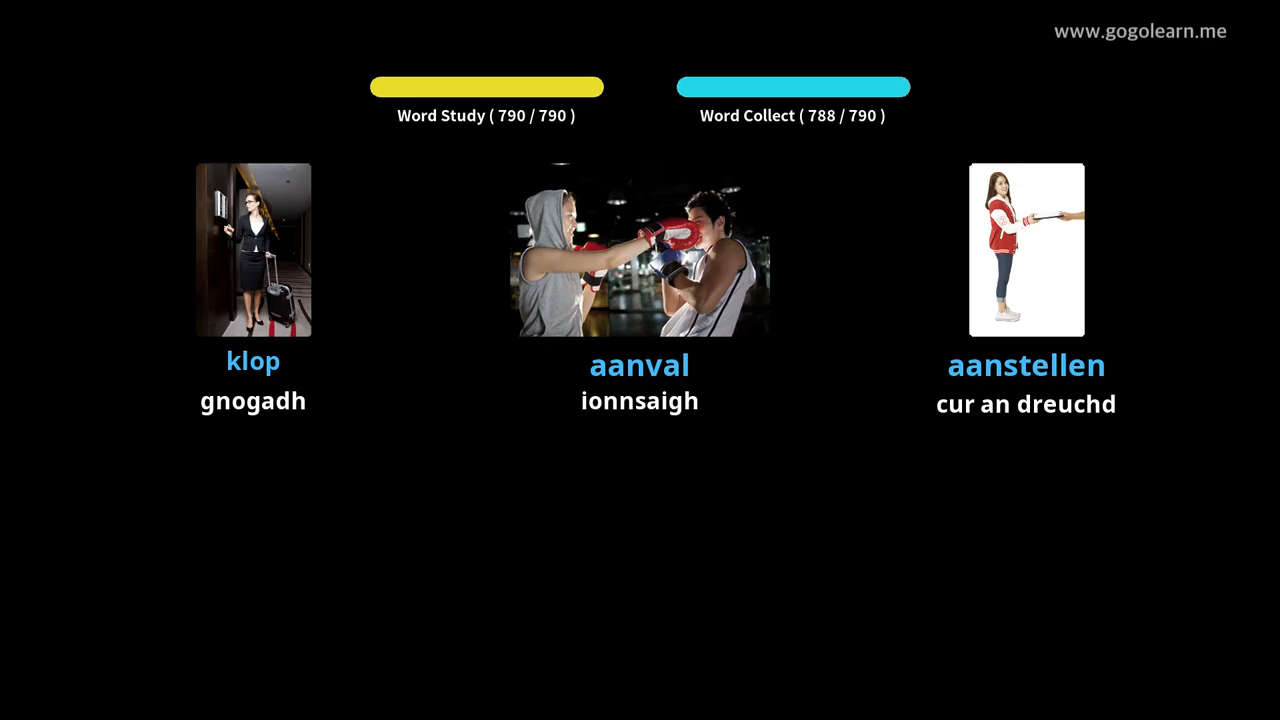 www.gogolearn.me
Word Study ( 790 / 790 )
Word Collect ( 788 / 790 )
klop
aanval
aanstellen
gnogadh
ionnsaigh
cur an dreuchd